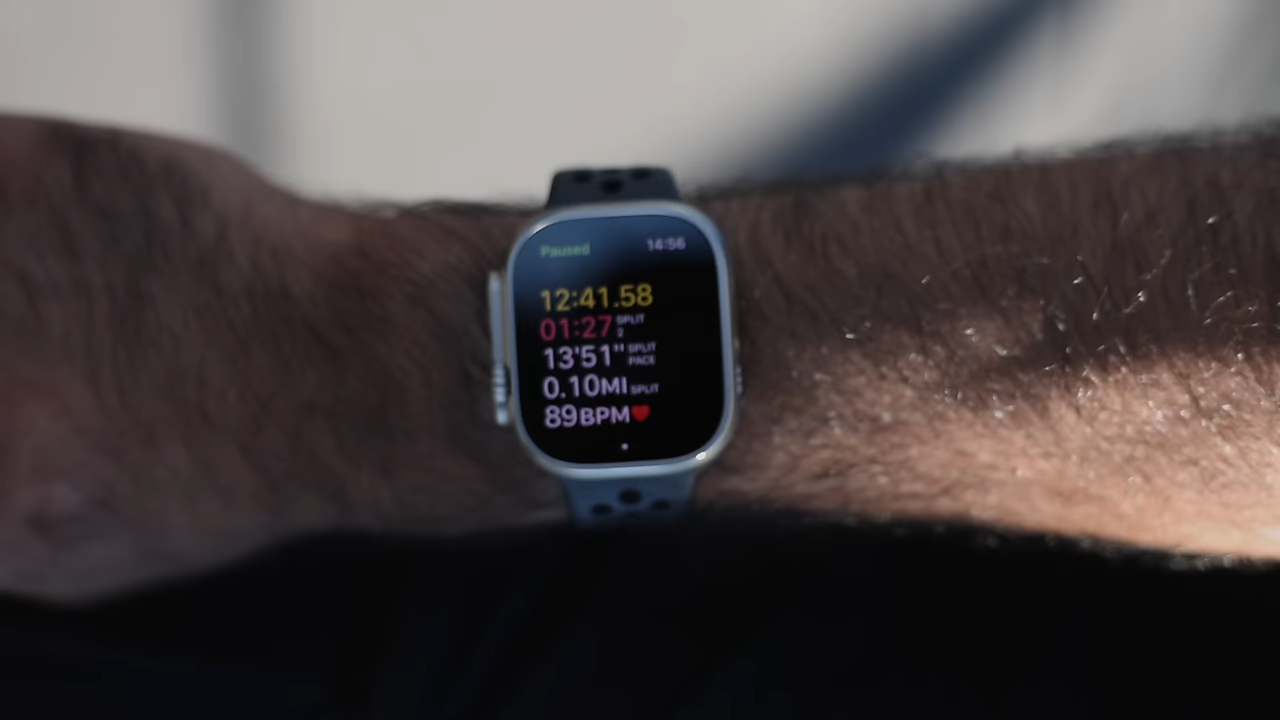 Paused 14:56
12:41.58
01:27 SPLIT 2
13'51" SPLIT PACE
0.10MI SPLIT
89BPM